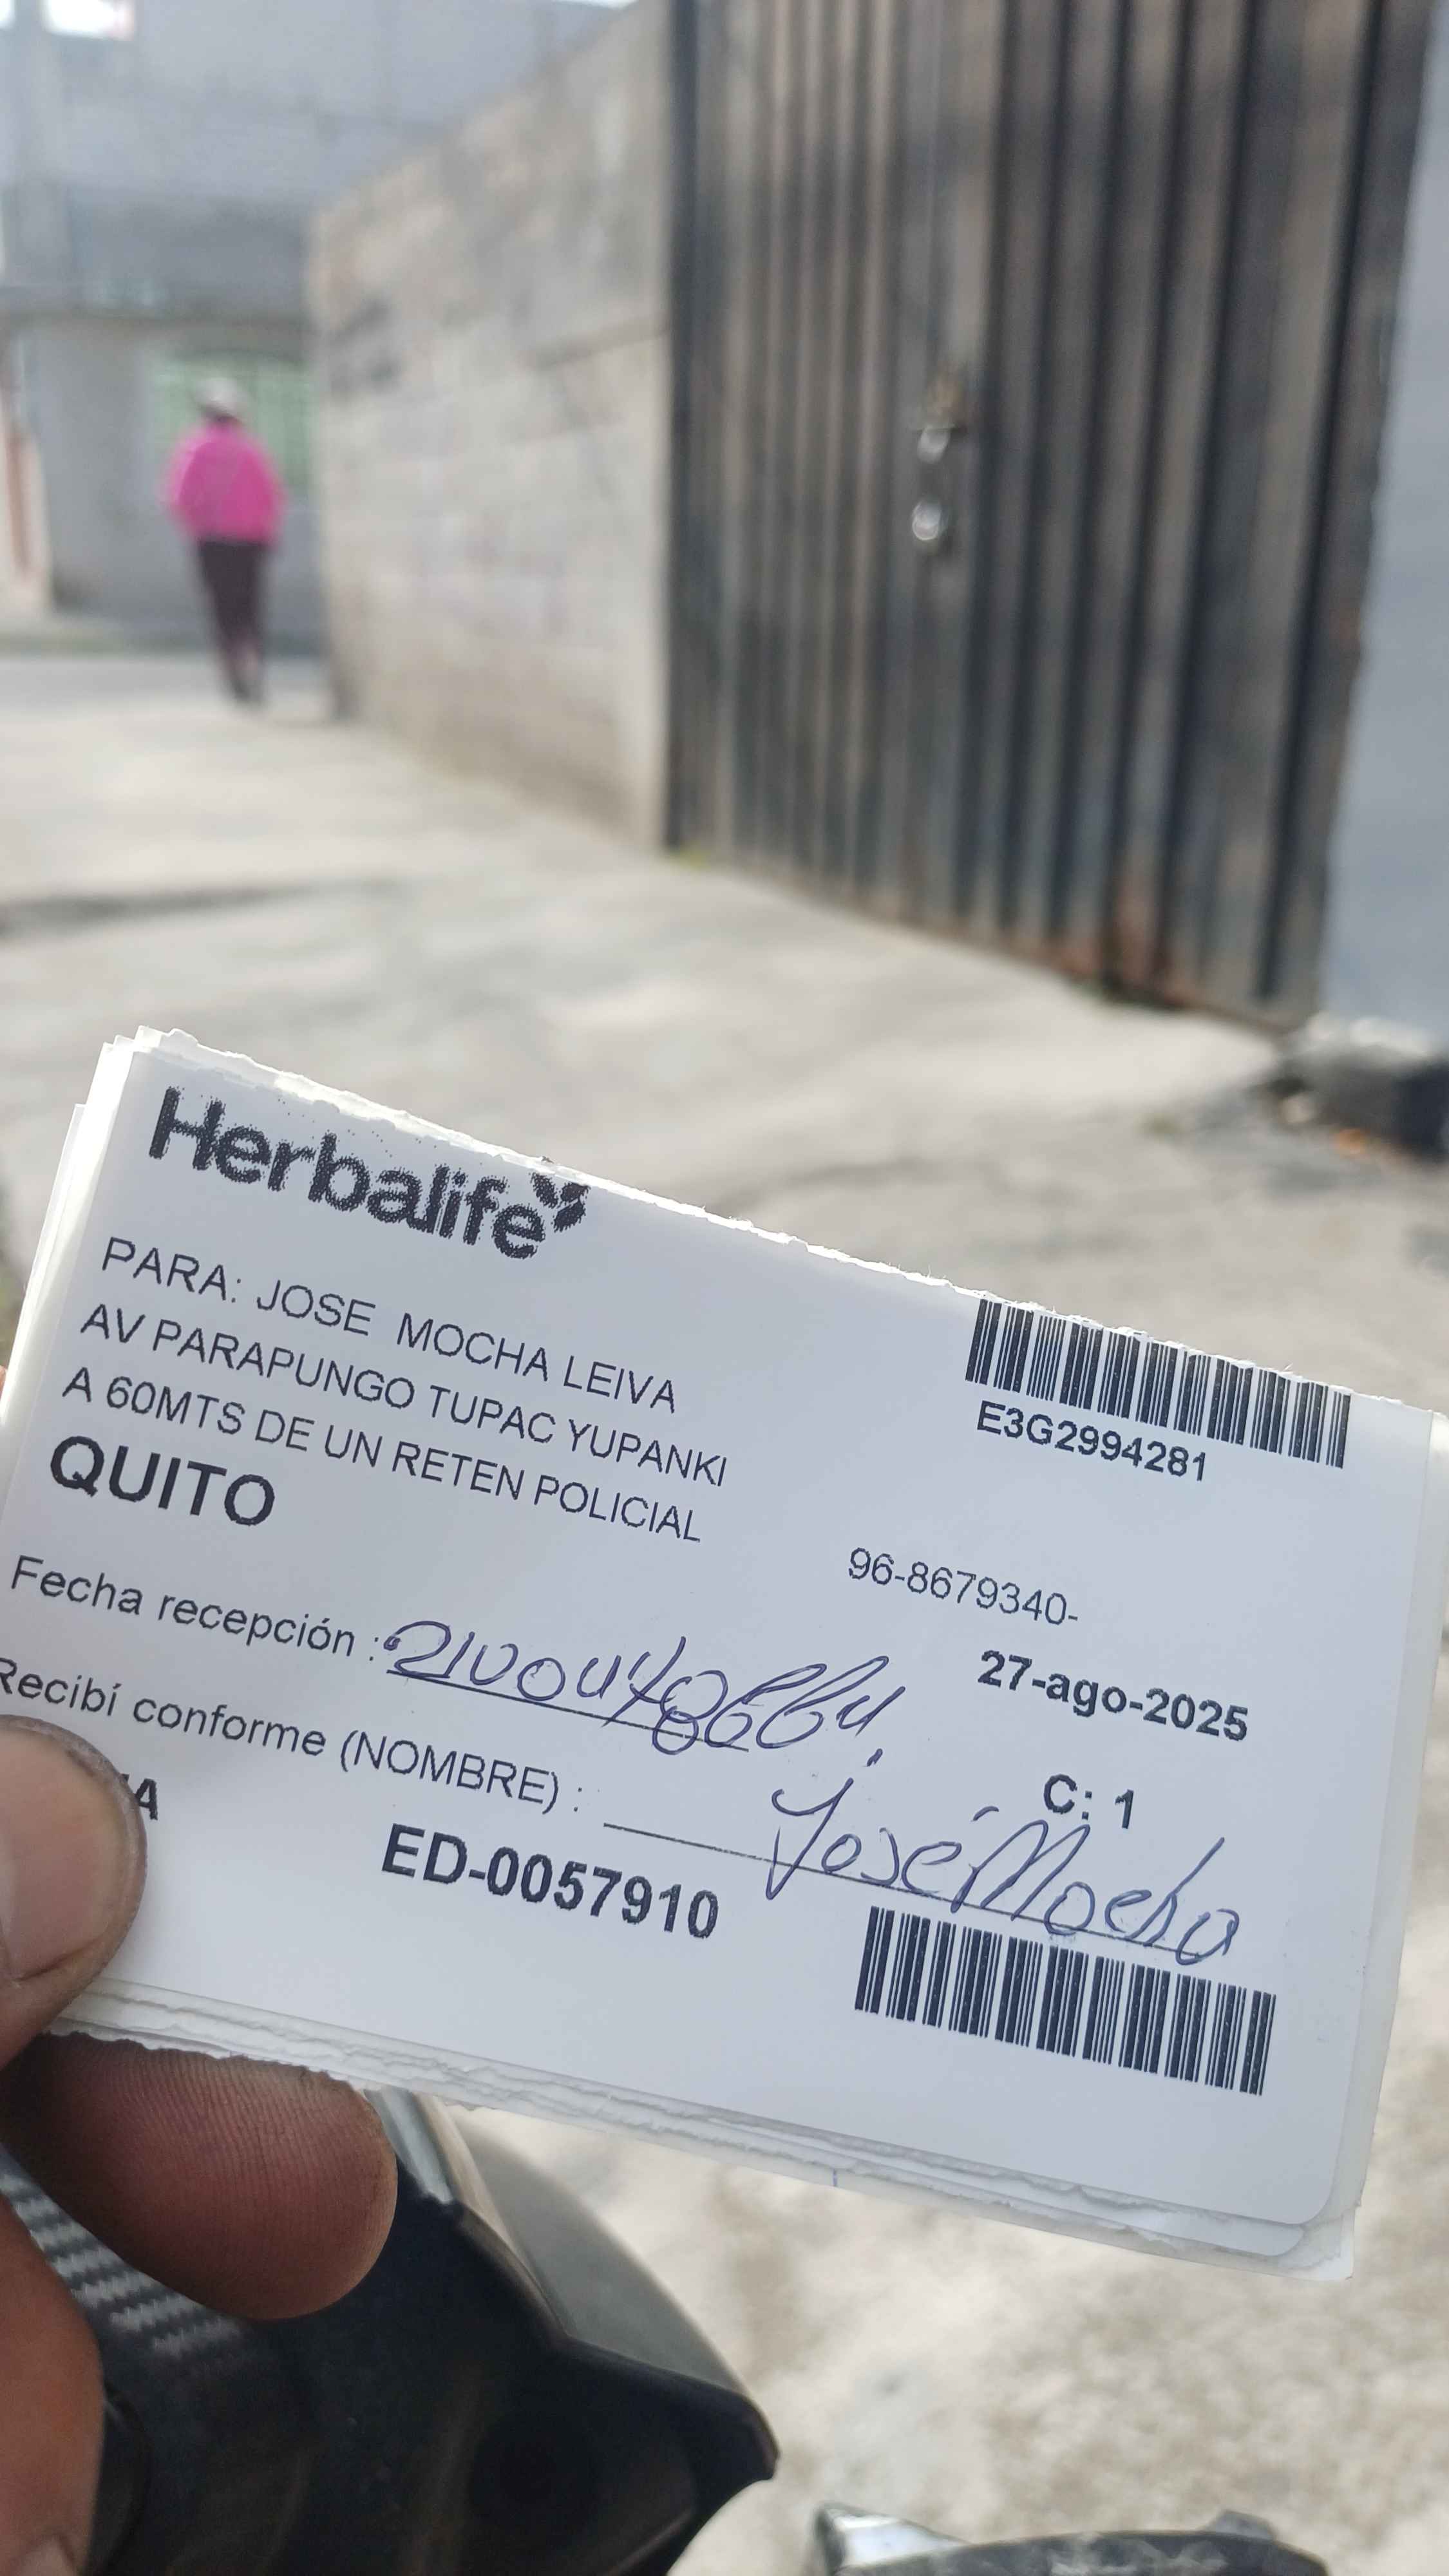 Herbalife
PARA: JOSE MOCHA LEIVA
AV PARAPUNGO TUPAC YUPANKI
A 60MTS DE UN RETEN POLICIAL
QUITO
E3G2994281
96-8679340-
27-ago-2025
Fecha recepción :
C: 1
Recibí conforme (NOMBRE) : José Mocha
ED-0057910